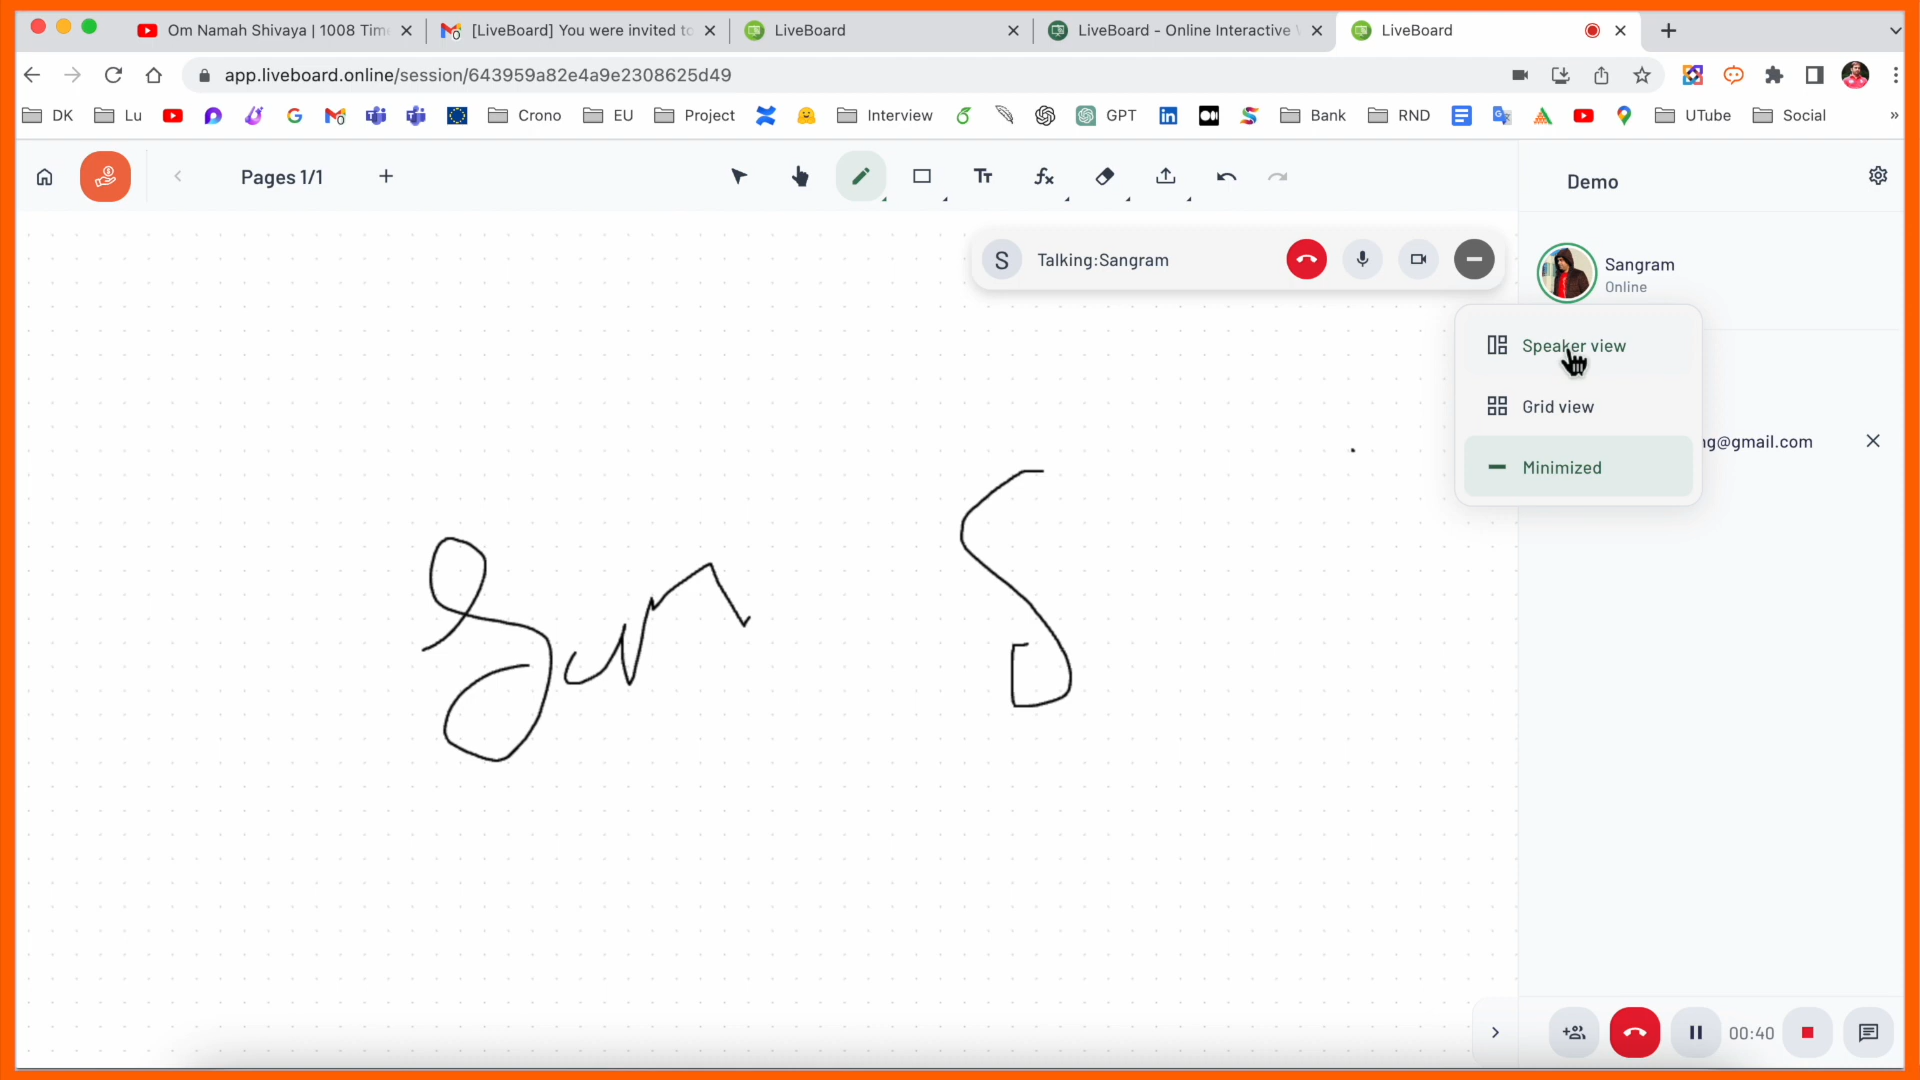 Om Namah Shivaya | 1008 Tim
[LiveBoard] You were invited to
LiveBoard
LiveBoard - Online Interactive
LiveBoard
app.liveboard.online/session/643959a82e4a9e2308625d49
DK Lu Crono EU Project Interview GPT Bank RND UTube Social »
Pages 1/1
Demo
S Talking:Sangram
Sangram
Online
Speaker view
Grid view
Minimized
ng@gmail.com
San S
00:40